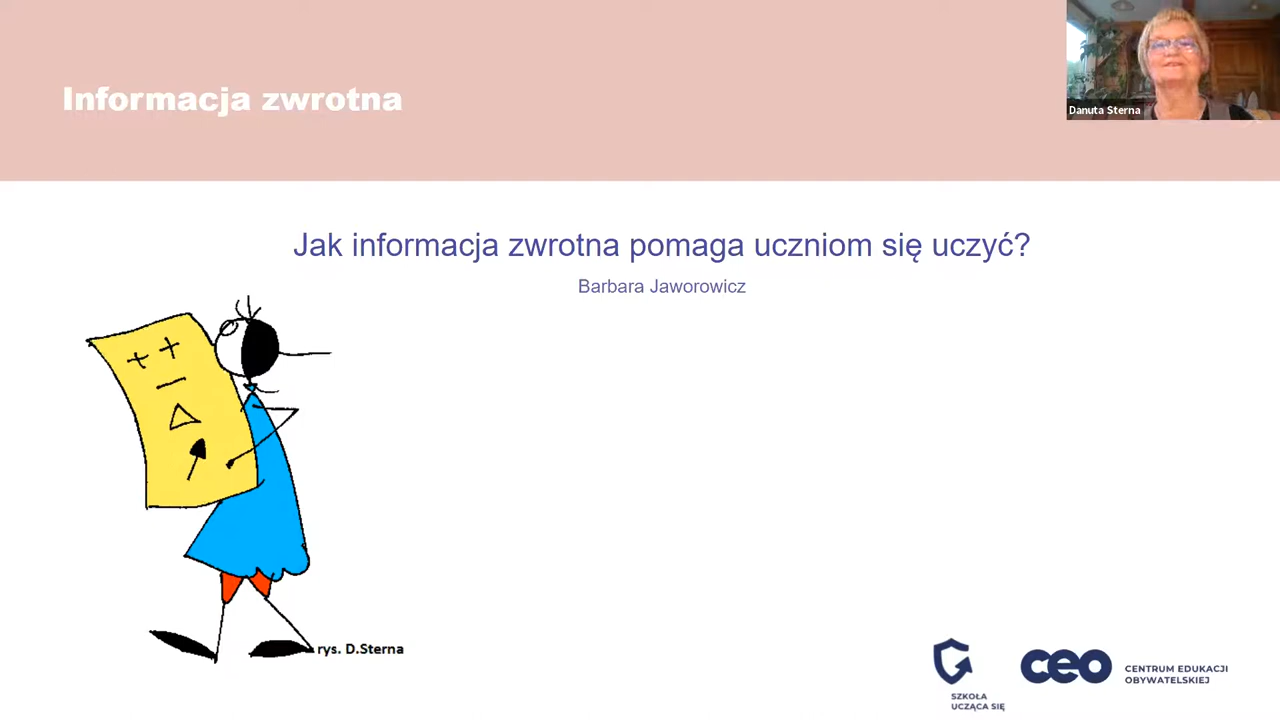 Informacja zwrotna
Danuta Sterna
Jak informacja zwrotna pomaga uczniom się uczyć?
Barbara Jaworowicz
rys. D.Sterna
SZKOŁA
UCZĄCA SIĘ
ceo
CENTRUM EDUKACJI
OBYWATELSKIEJ